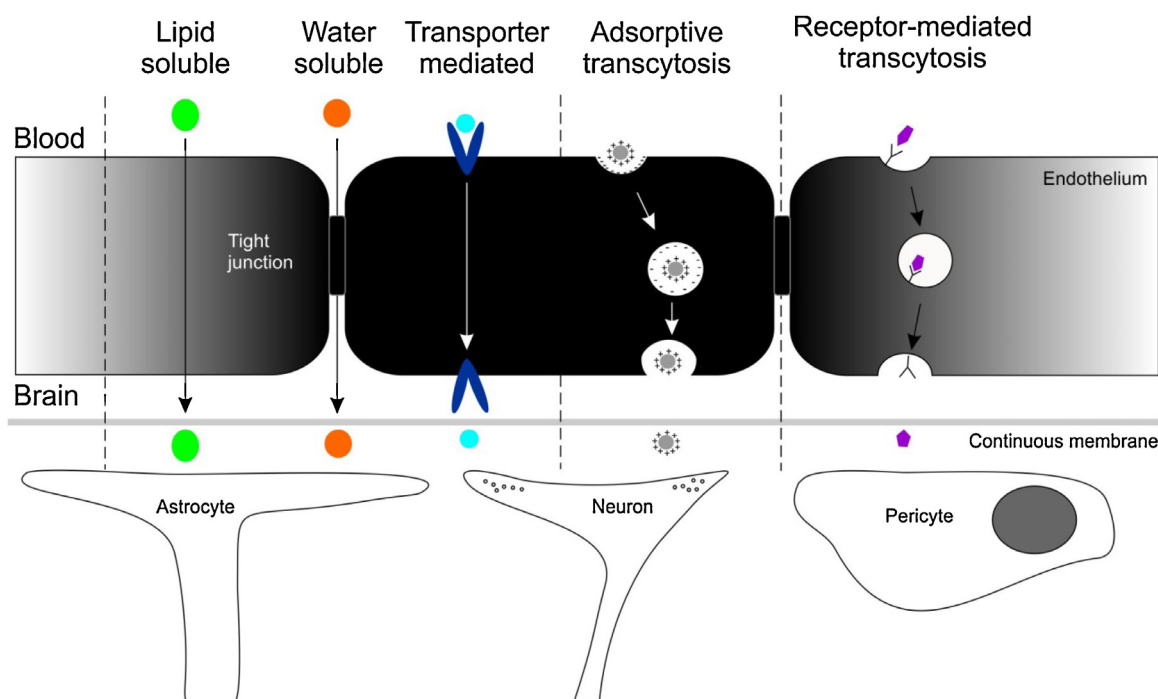 Lipid
soluble
Water
soluble
Transporter
mediated
Adsorptive
transcytosis
Receptor-mediated
transcytosis
Blood
Endothelium
Tight
junction
Brain
Continuous membrane
Astrocyte
Neuron
Pericyte